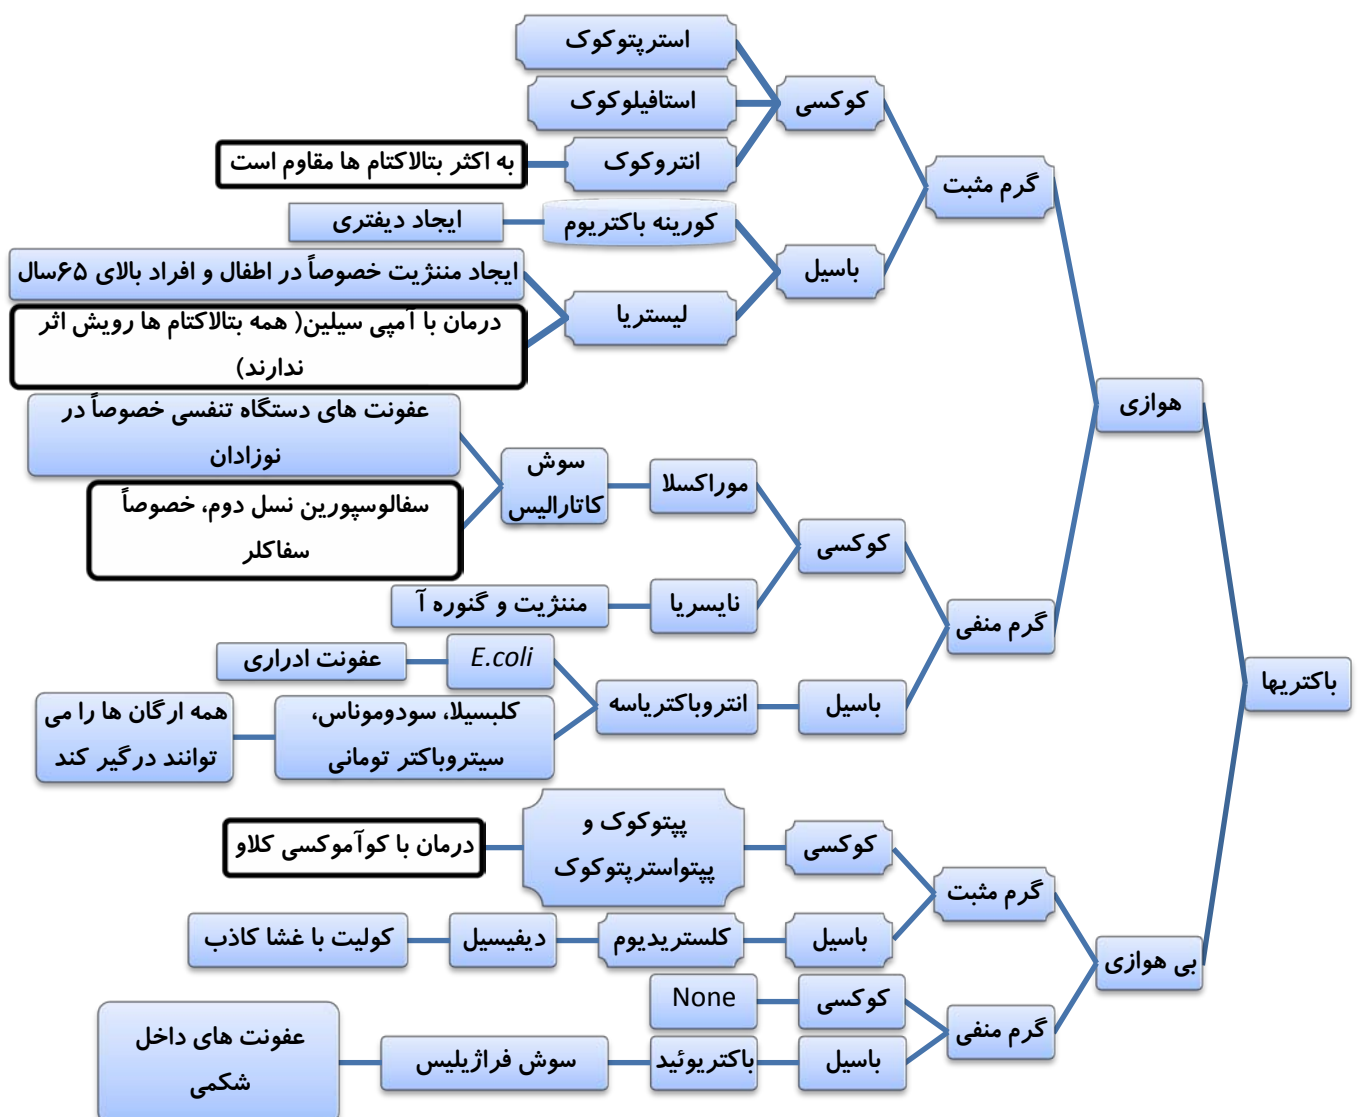 باکتریها
هوازی
گرم مثبت
کوکسی
استرپتوکوک
استافیلوکوک
انتروکوک
به اکثر بتالاکتام ها مقاوم است
باسیل
کورینه باکتریوم
ایجاد دیفتری
لیستریا
ایجاد مننژیت خصوصاً در اطفال و افراد بالای ۶۵سال
درمان با آمپی سیلین( همه بتالاکتام ها رویش اثر
ندارند)
گرم منفی
کوکسی
موراکسلا
سوش
کاتارالیس
عفونت های دستگاه تنفسی خصوصاً در
نوزادان
سفالوسپورین نسل دوم، خصوصاً
سفاکلر
نایسریا
مننژیت و گنوره آ
باسیل
انتروباکتریاسه
E.coli
عفونت ادراری
کلبسیلا، سودوموناس،
سیتروباکتر تومانی
همه ارگان ها را می
توانند درگیر کند
بی هوازی
گرم مثبت
کوکسی
پپتوکوک و
پپتواسترپتوکوک
درمان با کوآموکسی کلاو
باسیل
کلستریدیوم
دیفیسیل
کولیت با غشا کاذب
گرم منفی
کوکسی
None
باسیل
باکتریوئید
سوش فراژیلیس
عفونت های داخل
شکمی